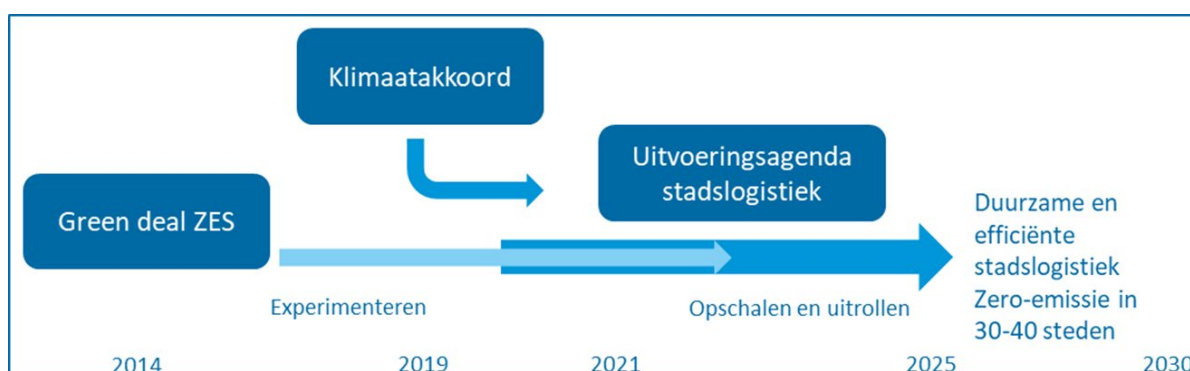 Klimaatakkoord
Uitvoeringsagenda
stadslogistiek
Green deal ZES
Duurzame en
efficiënte
stadslogistiek
Zero-emissie in
30-40 steden
Experimenteren
Opschalen en uitrollen
2014
2019
2021
2025
2030